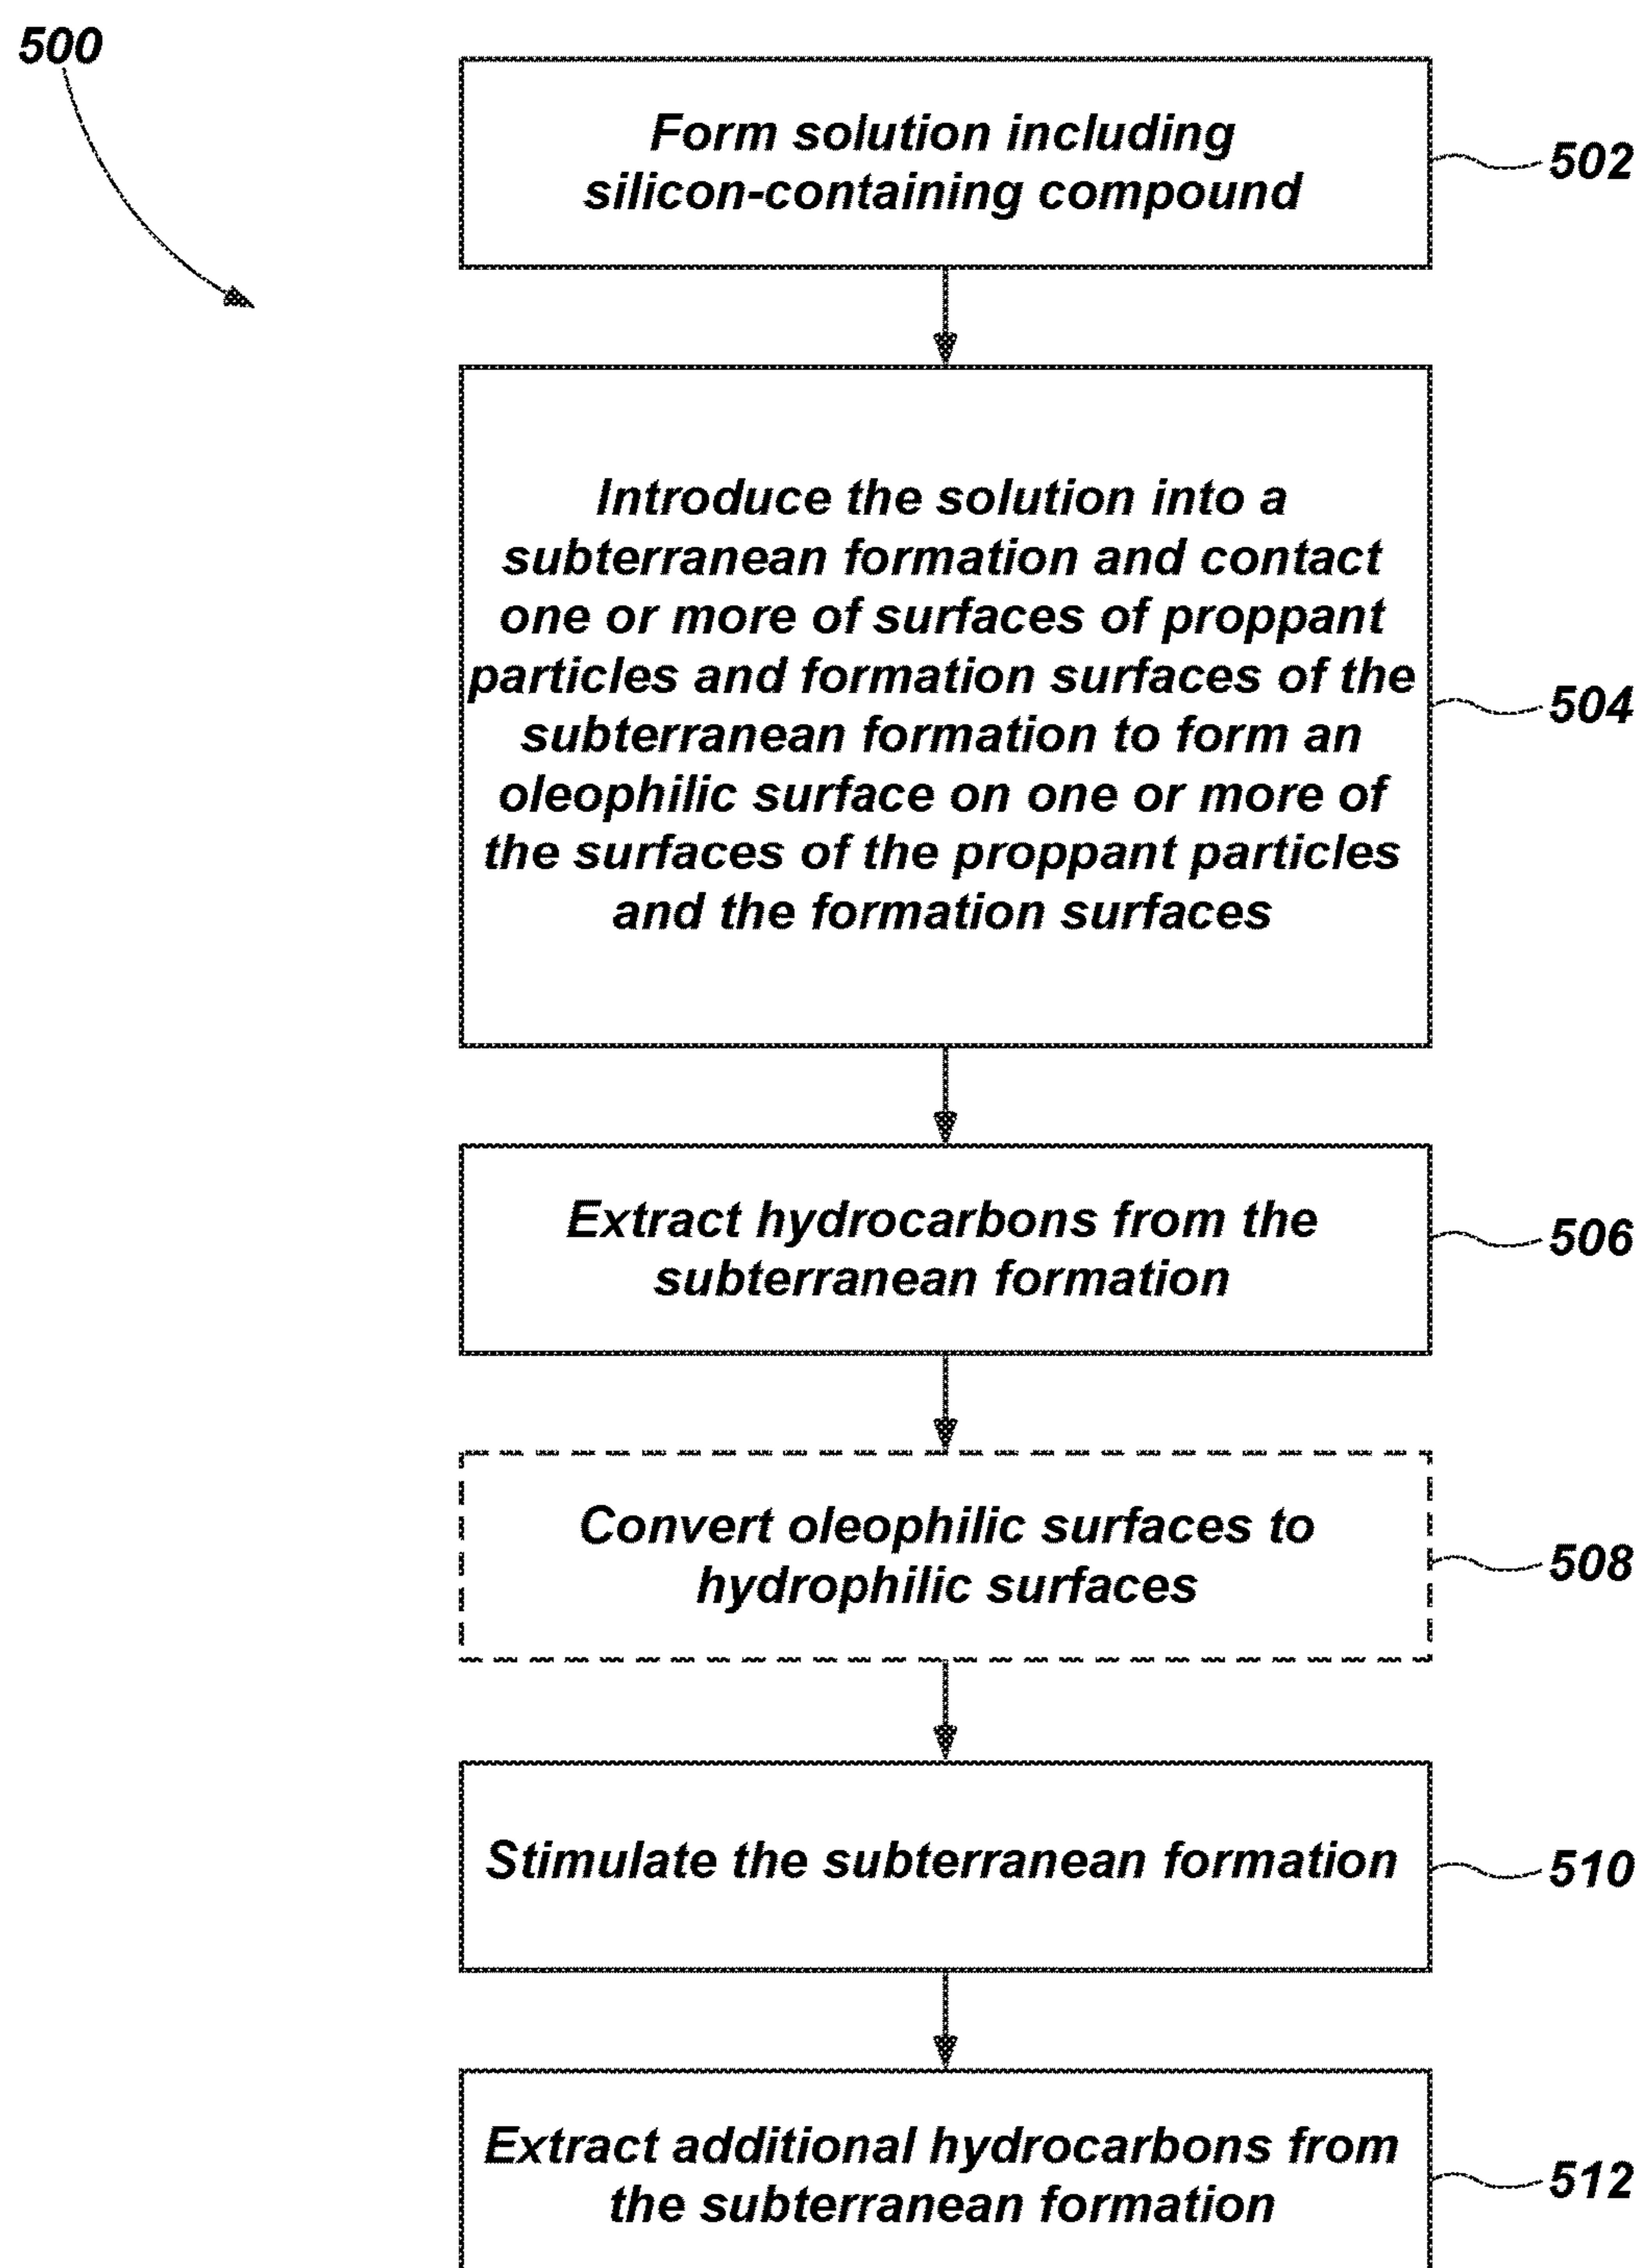 500
Form solution including
silicon-containing compound
502
Introduce the solution into a
subterranean formation and contact
one or more of surfaces of proppant
particles and formation surfaces of the
subterranean formation to form an
oleophilic surface on one or more of
the surfaces of the proppant particles
and the formation surfaces
504
Extract hydrocarbons from the
subterranean formation
506
Convert oleophilic surfaces to
hydrophilic surfaces
508
Stimulate the subterranean formation
510
Extract additional hydrocarbons from
the subterranean formation
512